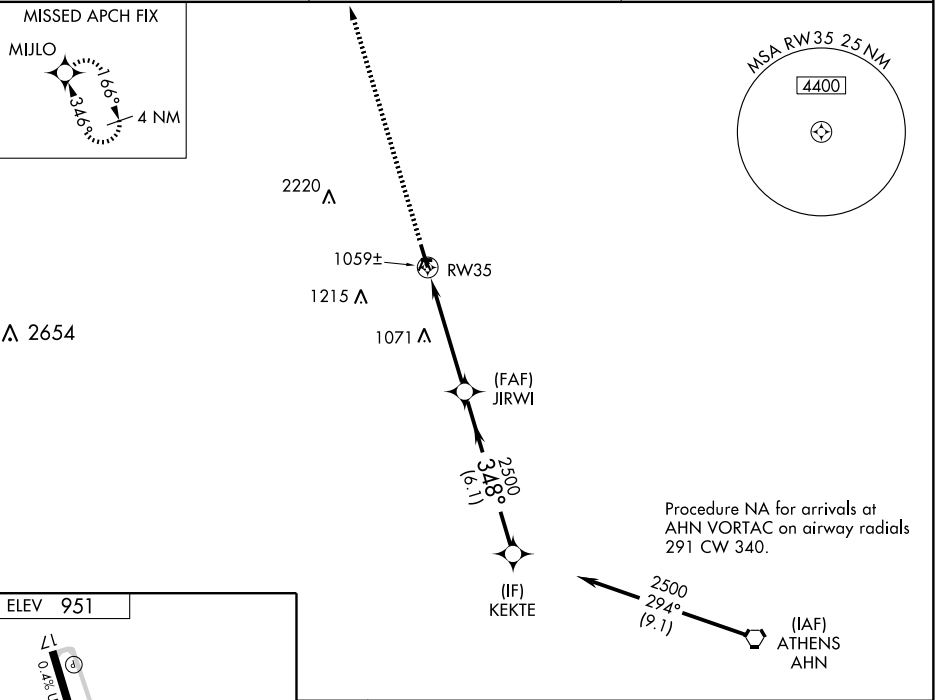 MISSED APCH FIX
MIJLO
166°
346°
4 NM
MSA RW35 25 NM
4400
2220
1059±
RW35
1215
1071
2654
(FAF)
JIRWI
2500
348°
(6.1)
Procedure NA for arrivals at
AHN VORTAC on airway radials
291 CW 340.
(IF)
KEKTE
2500
294°
(9.1)
(IAF)
ATHENS
AHN
ELEV 951
17
P
0.4% U